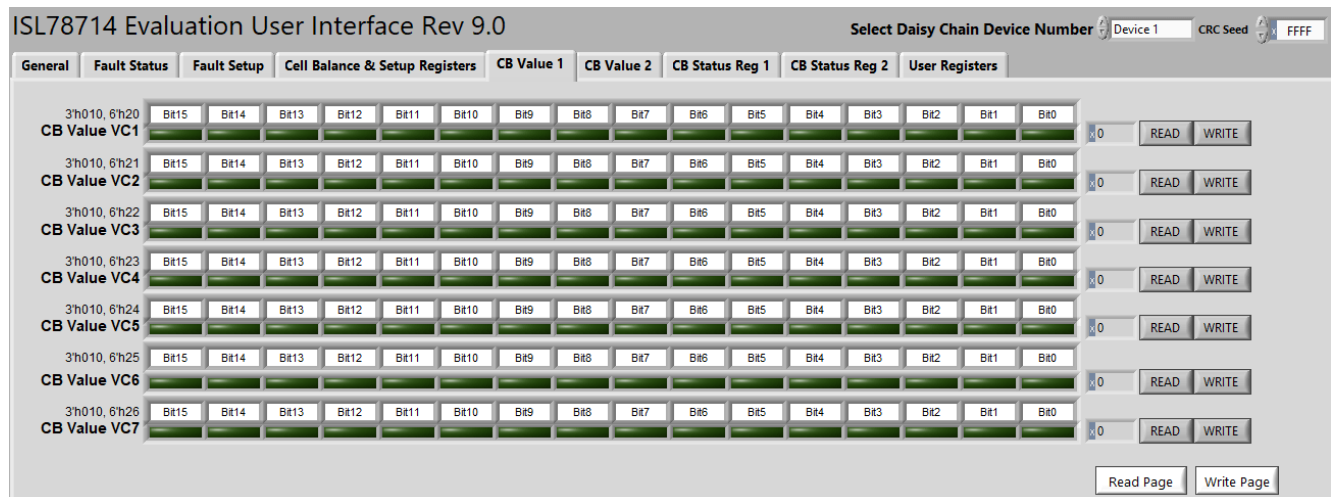 ISL78714 Evaluation User Interface Rev 9.0
Select Daisy Chain Device Number Device 1 CRC Seed x FFFF
General Fault Status Fault Setup Cell Balance & Setup Registers CB Value 1 CB Value 2 CB Status Reg 1 CB Status Reg 2 User Registers
3'h010, 6'h20 Bit15 Bit14 Bit13 Bit12 Bit11 Bit10 Bit9 Bit8 Bit7 Bit6 Bit5 Bit4 Bit3 Bit2 Bit1 Bit0
CB Value VC1 x 0 READ WRITE
3'h010, 6'h21 Bit15 Bit14 Bit13 Bit12 Bit11 Bit10 Bit9 Bit8 Bit7 Bit6 Bit5 Bit4 Bit3 Bit2 Bit1 Bit0
CB Value VC2 x 0 READ WRITE
3'h010, 6'h22 Bit15 Bit14 Bit13 Bit12 Bit11 Bit10 Bit9 Bit8 Bit7 Bit6 Bit5 Bit4 Bit3 Bit2 Bit1 Bit0
CB Value VC3 x 0 READ WRITE
3'h010, 6'h23 Bit15 Bit14 Bit13 Bit12 Bit11 Bit10 Bit9 Bit8 Bit7 Bit6 Bit5 Bit4 Bit3 Bit2 Bit1 Bit0
CB Value VC4 x 0 READ WRITE
3'h010, 6'h24 Bit15 Bit14 Bit13 Bit12 Bit11 Bit10 Bit9 Bit8 Bit7 Bit6 Bit5 Bit4 Bit3 Bit2 Bit1 Bit0
CB Value VC5 x 0 READ WRITE
3'h010, 6'h25 Bit15 Bit14 Bit13 Bit12 Bit11 Bit10 Bit9 Bit8 Bit7 Bit6 Bit5 Bit4 Bit3 Bit2 Bit1 Bit0
CB Value VC6 x 0 READ WRITE
3'h010, 6'h26 Bit15 Bit14 Bit13 Bit12 Bit11 Bit10 Bit9 Bit8 Bit7 Bit6 Bit5 Bit4 Bit3 Bit2 Bit1 Bit0
CB Value VC7 x 0 READ WRITE
Read Page Write Page